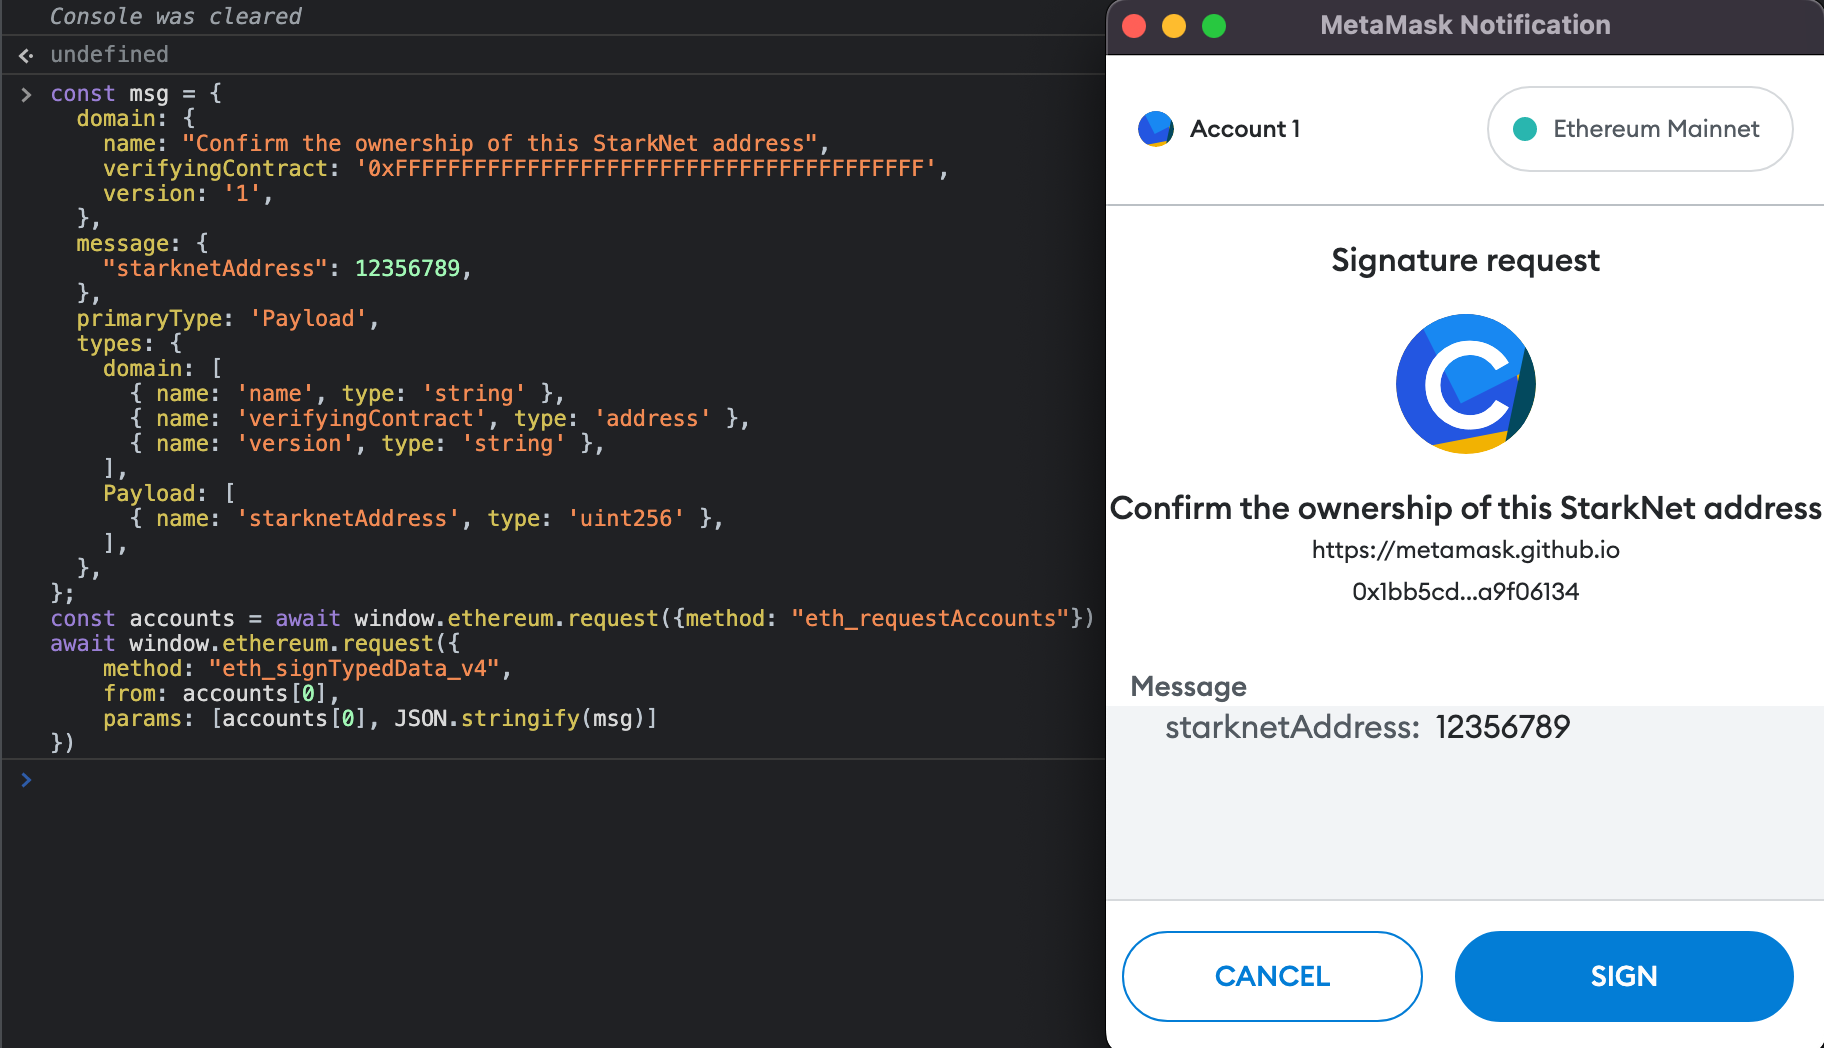 Console was cleared
undefined
const msg = {
domain: {
name: "Confirm the ownership of this StarkNet address",
verifyingContract: '0xFFFFFFFFFFFFFFFFFFFFFFFFFFFFFFFFFFFFFFFF',
version: '1',
},
message: {
"starknetAddress": 12356789,
},
primaryType: 'Payload',
types: {
domain: [
{ name: 'name', type: 'string' },
{ name: 'verifyingContract', type: 'address' },
{ name: 'version', type: 'string' },
],
Payload: [
{ name: 'starknetAddress', type: 'uint256' },
],
},
};
const accounts = await window.ethereum.request({method: "eth_requestAccounts"})
await window.ethereum.request({
method: "eth_signTypedData_v4",
from: accounts[0],
params: [accounts[0], JSON.stringify(msg)]
})
MetaMask Notification
Account 1
Ethereum Mainnet
Signature request
C
Confirm the ownership of this StarkNet address
https://metamask.github.io
0x1bb5cd...a9f06134
Message
starknetAddress: 12356789
CANCEL
SIGN